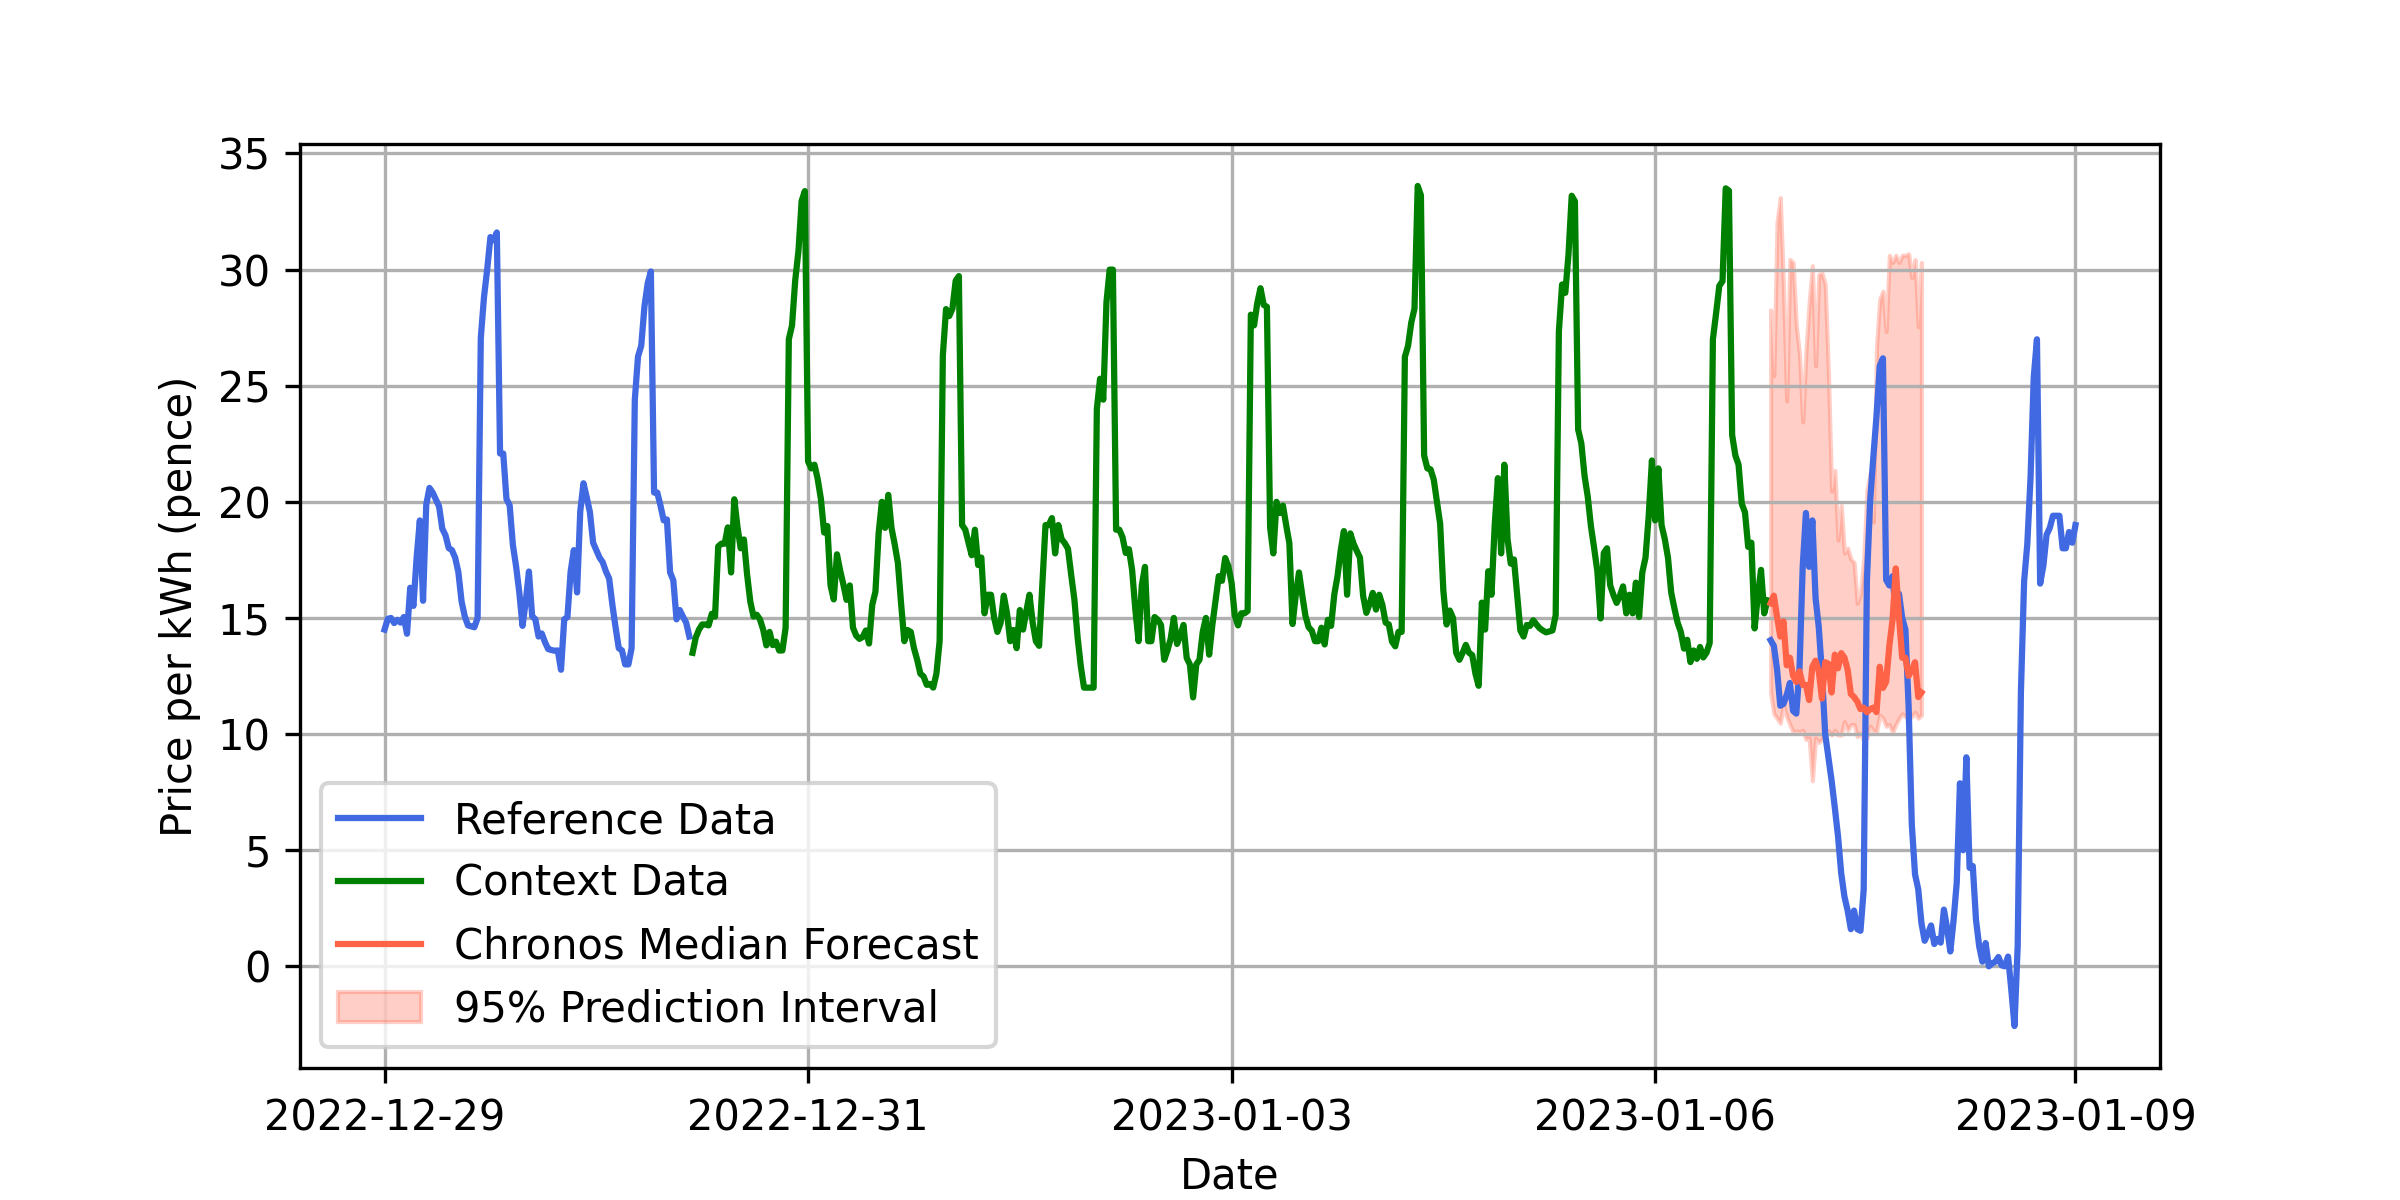 35
30
25
20
15
10
5
0
Price per kWh (pence)
Reference Data
Context Data
Chronos Median Forecast
95% Prediction Interval
2022-12-29
2022-12-31
2023-01-03
2023-01-06
2023-01-09
Date